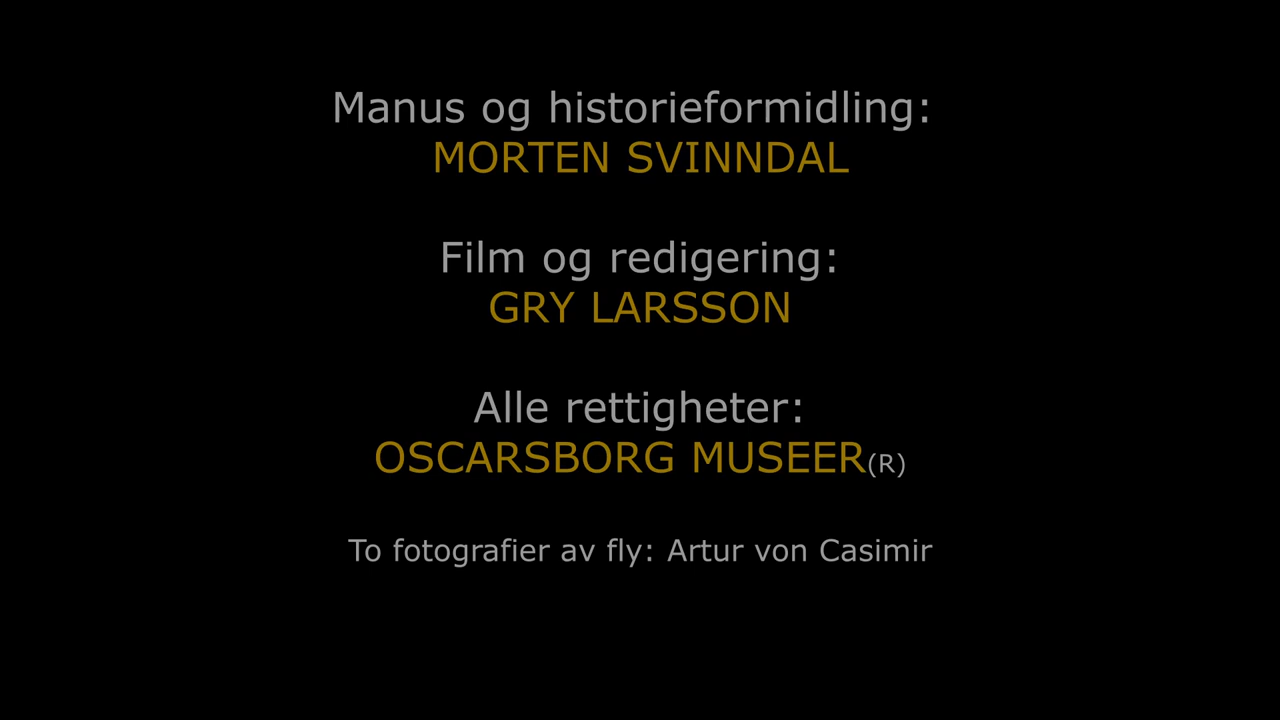 Manus og historieformidling:
MORTEN SVINNDAL
Film og redigering:
GRY LARSSON
Alle rettigheter:
OSCARSBORG MUSEER(R)
To fotografier av fly: Artur von Casimir